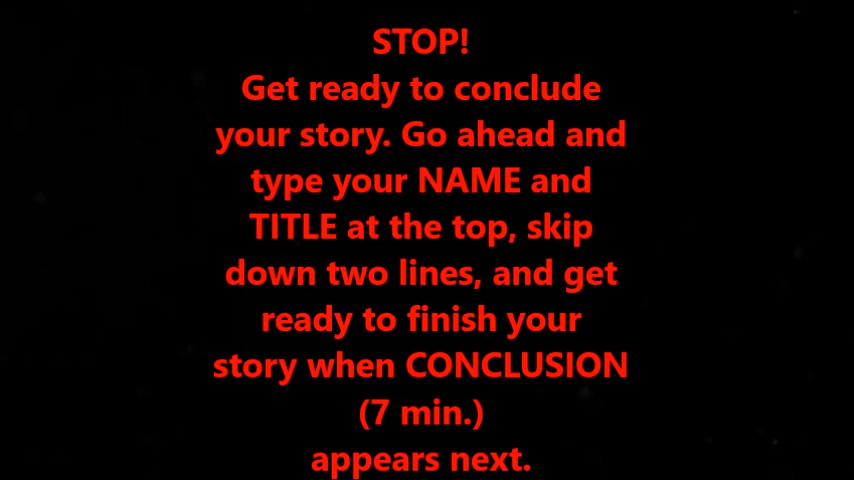 STOP!
Get ready to conclude
your story. Go ahead and
type your NAME and
TITLE at the top, skip
down two lines, and get
ready to finish your
story when CONCLUSION
(7 min.)
appears next.